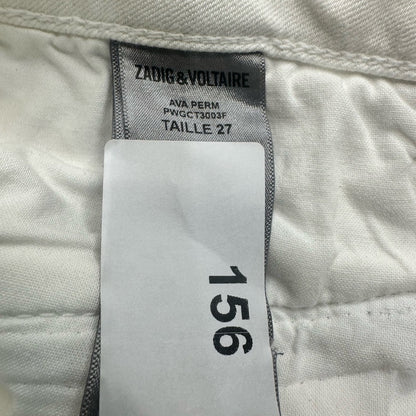 ZADIG & VOLTAIRE
AVA PERM
PWGCT3003F
TAILLE 27
156